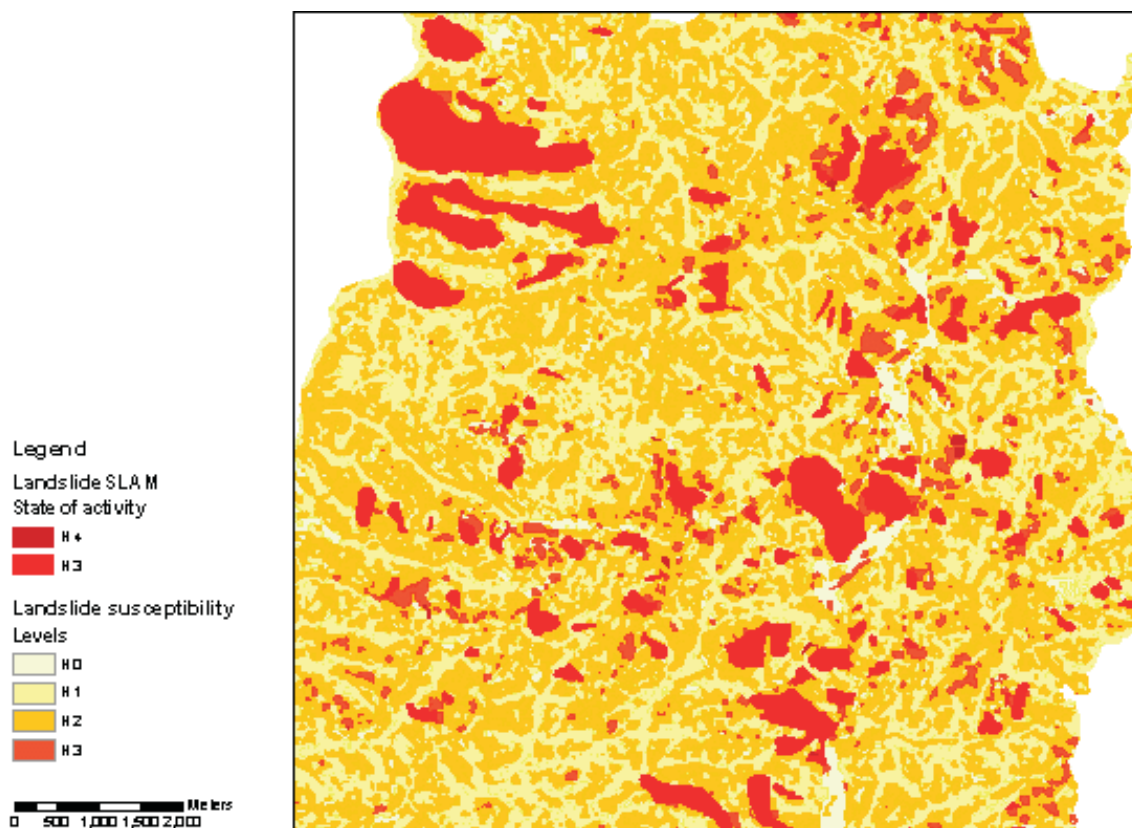 Legend
Landslide SLAM
State of activity
H4
H3
Landslide susceptibility
Levels
H0
H1
H2
H3
Meters
0 500 1,000 1,500 2,000